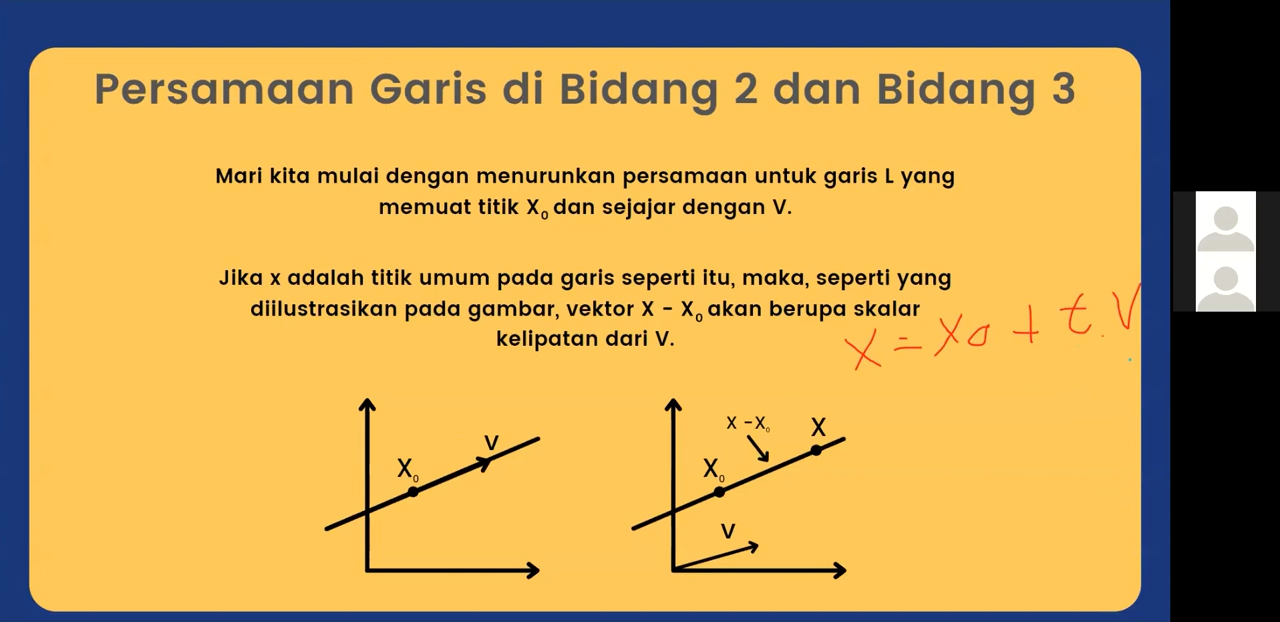 Persamaan Garis di Bidang 2 dan Bidang 3
Mari kita mulai dengan menurunkan persamaan untuk garis L yang
memuat titik X₀ dan sejajar dengan V.
Jika x adalah titik umum pada garis seperti itu, maka, seperti yang
diilustrasikan pada gambar, vektor X - X₀ akan berupa skalar
kelipatan dari V.
X = X0 + t.V
X₀
V
X -X₀
X
X₀
V